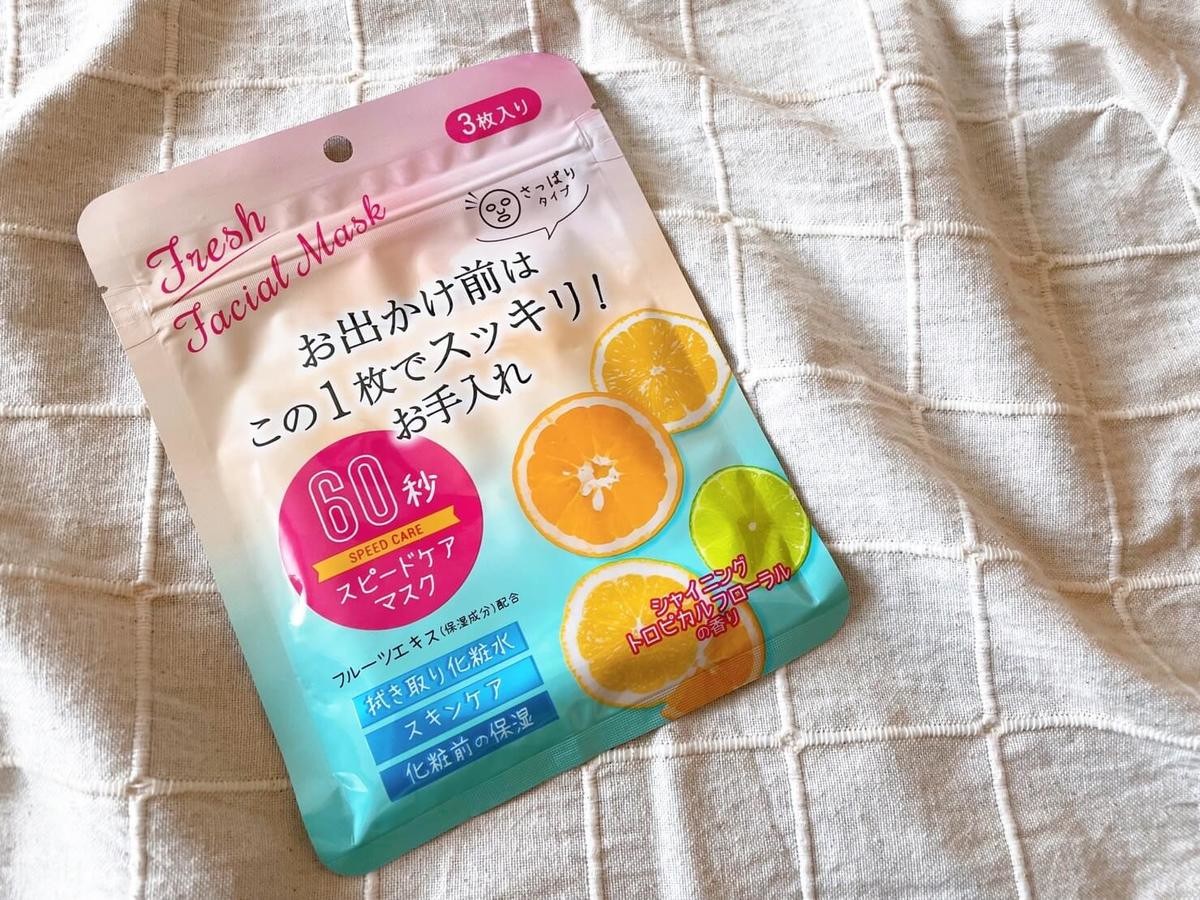 3枚入り
Fresh
Facial Mask
さっぱり
タイプ
お出かけ前は
この1枚でスッキリ!
お手入れ
60秒
SPEED CARE
スピードケア
マスク
フルーツエキス(保湿成分)配合
拭き取り化粧水
スキンケア
化粧前の保湿
シャイニング
トロピカルフローラル
の香り